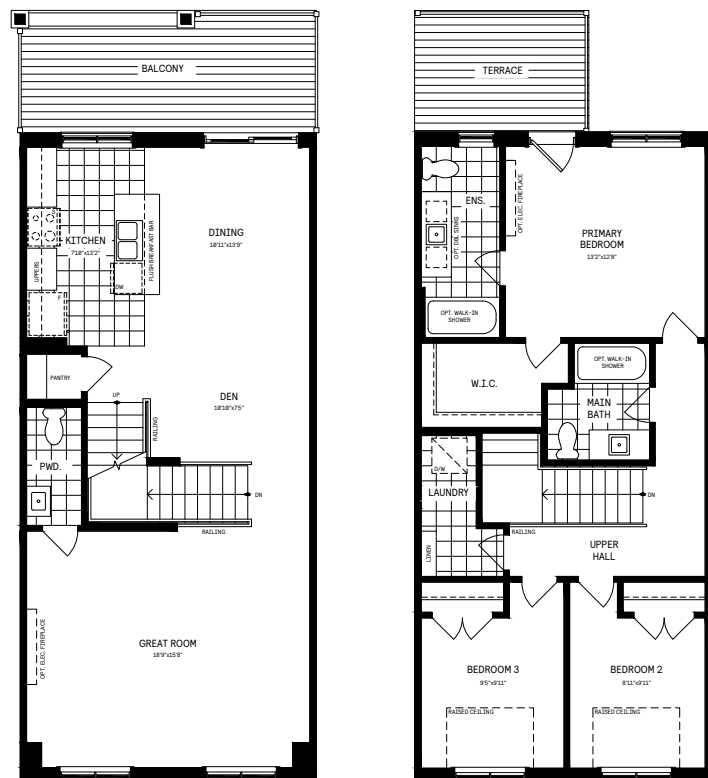 BALCONY
KITCHEN
7'10"x13'2"
UPPERS
DW
F
FLUSH BREAKFAST BAR
DINING
10'11"x13'9"
PANTRY
DEN
10'10"x7'5"
UP
RAILING
PWD.
DN
RAILING
OPT. ELEC. FIREPLACE
GREAT ROOM
18'9"x15'8"
TERRACE
ENS.
OPT. DBL SINKS
OPT. ELEC. FIREPLACE
PRIMARY
BEDROOM
13'2"x12'8"
OPT. WALK-IN
SHOWER
W.I.C.
OPT. WALK-IN
SHOWER
MAIN
BATH
D/W
LAUNDRY
DN
RAILING
LINEN
UPPER
HALL
BEDROOM 3
9'5"x9'11"
RAISED CEILING
BEDROOM 2
8'11"x9'11"
RAISED CEILING